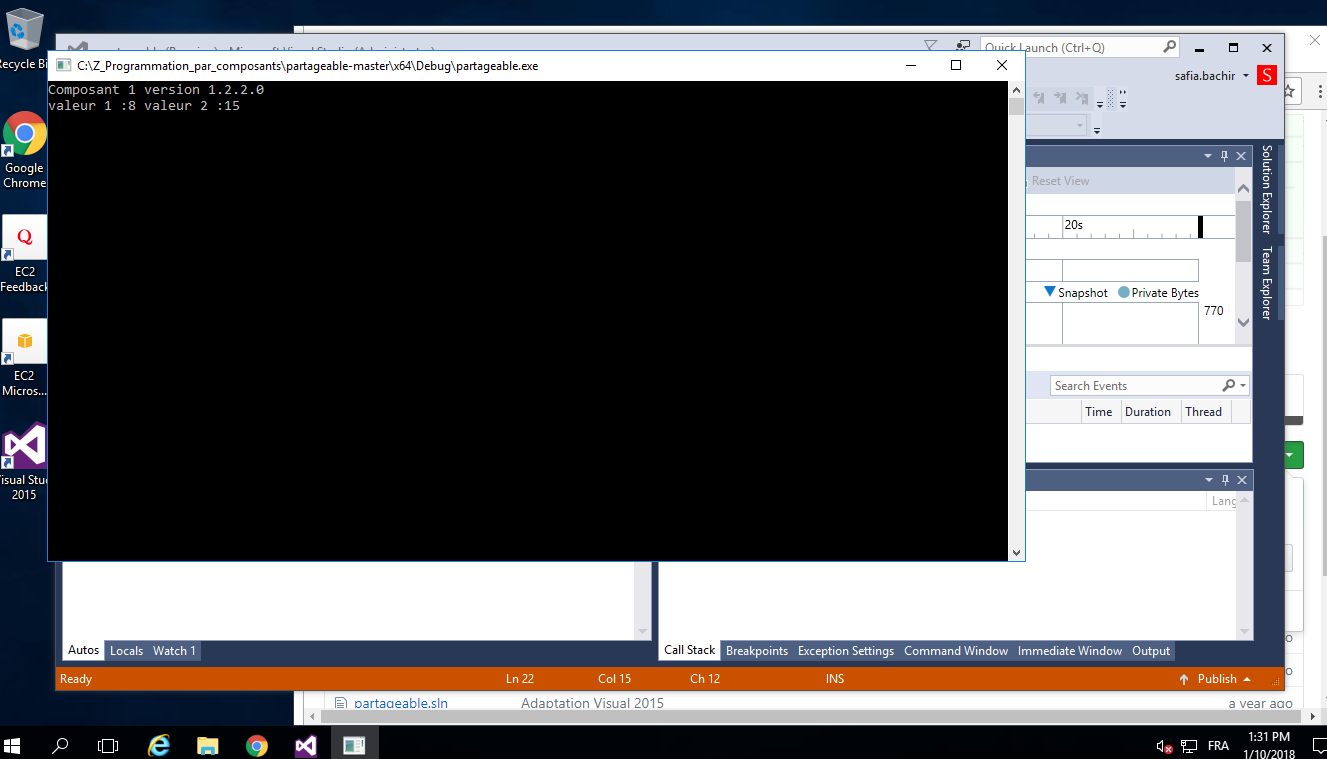 Recycle Bi
Google
Chrome
EC2
Feedback
EC2
Micros...
Visual Stu
2015
Quick Launch (Ctrl+Q)
C:\Z_Programmation_par_composants\partageable-master\x64\Debug\partageable.exe
safia.bachir
S
Composant 1 version 1.2.2.0
valeur 1 :8 valeur 2 :15
Solution Explorer
Team Explorer
Reset View
20s
Snapshot
Private Bytes
770
Search Events
Time
Duration
Thread
Lang
Autos
Locals
Watch 1
Call Stack
Breakpoints
Exception Settings
Command Window
Immediate Window
Output
Ready
Ln 22
Col 15
Ch 12
INS
Publish
partageable.sln
Adaptation Visual 2015
a year ago
FRA
1:31 PM
1/10/2018